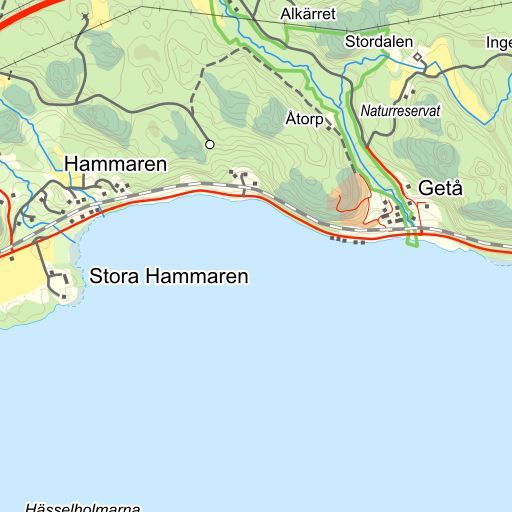 Alkärret
Stordalen
Inge
Naturreservat
Åtorp
Hammaren
Getå
Stora Hammaren
Hässelholmarna